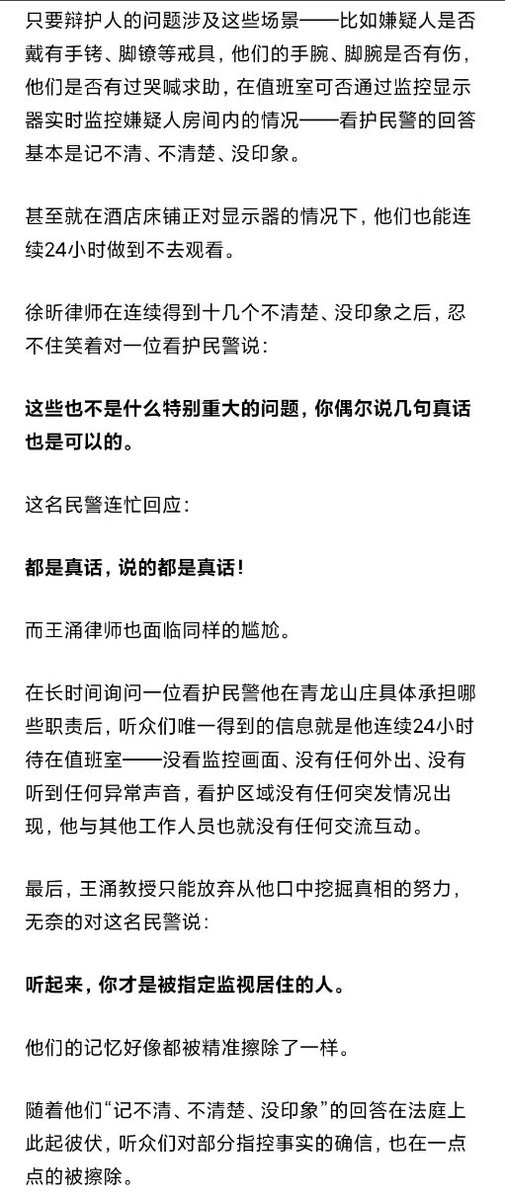 只要辩护人的问题涉及这些场景——比如嫌疑人是否
戴有手铐、脚镣等戒具，他们的手腕、脚腕是否有伤，
他们是否有过哭喊求助，在值班室可否通过监控显示
器实时监控嫌疑人房间内的情况——看护民警的回答
基本是记不清、不清楚、没印象。
甚至就在酒店床铺正对显示器的情况下，他们也能连
续24小时做到不去观看。
徐昕律师在连续得到十几个不清楚、没印象之后，忍
不住笑着对一位看护民警说：
这些也不是什么特别重大的问题，你偶尔说几句真话
也是可以的。
这名民警连忙回应：
都是真话，说的都是真话！
而王涌律师也面临同样的尴尬。
在长时间询问一位看护民警他在青龙山庄具体承担哪
些职责后，听众们唯一得到的信息就是他连续24小时
待在值班室——没看监控画面、没有任何外出、没有
听到任何异常声音，看护区域没有任何突发情况出
现，他与其他工作人员也就没有任何交流互动。
最后，王涌教授只能放弃从他口中挖掘真相的努力，
无奈的对这名民警说：
听起来，你才是被指定监视居住的人。
他们的记忆好像都被精准擦除了一样。
随着他们“记不清、不清楚、没印象”的回答在法庭上
此起彼伏，听众们对部分指控事实的确信，也在一点
点的被擦除。